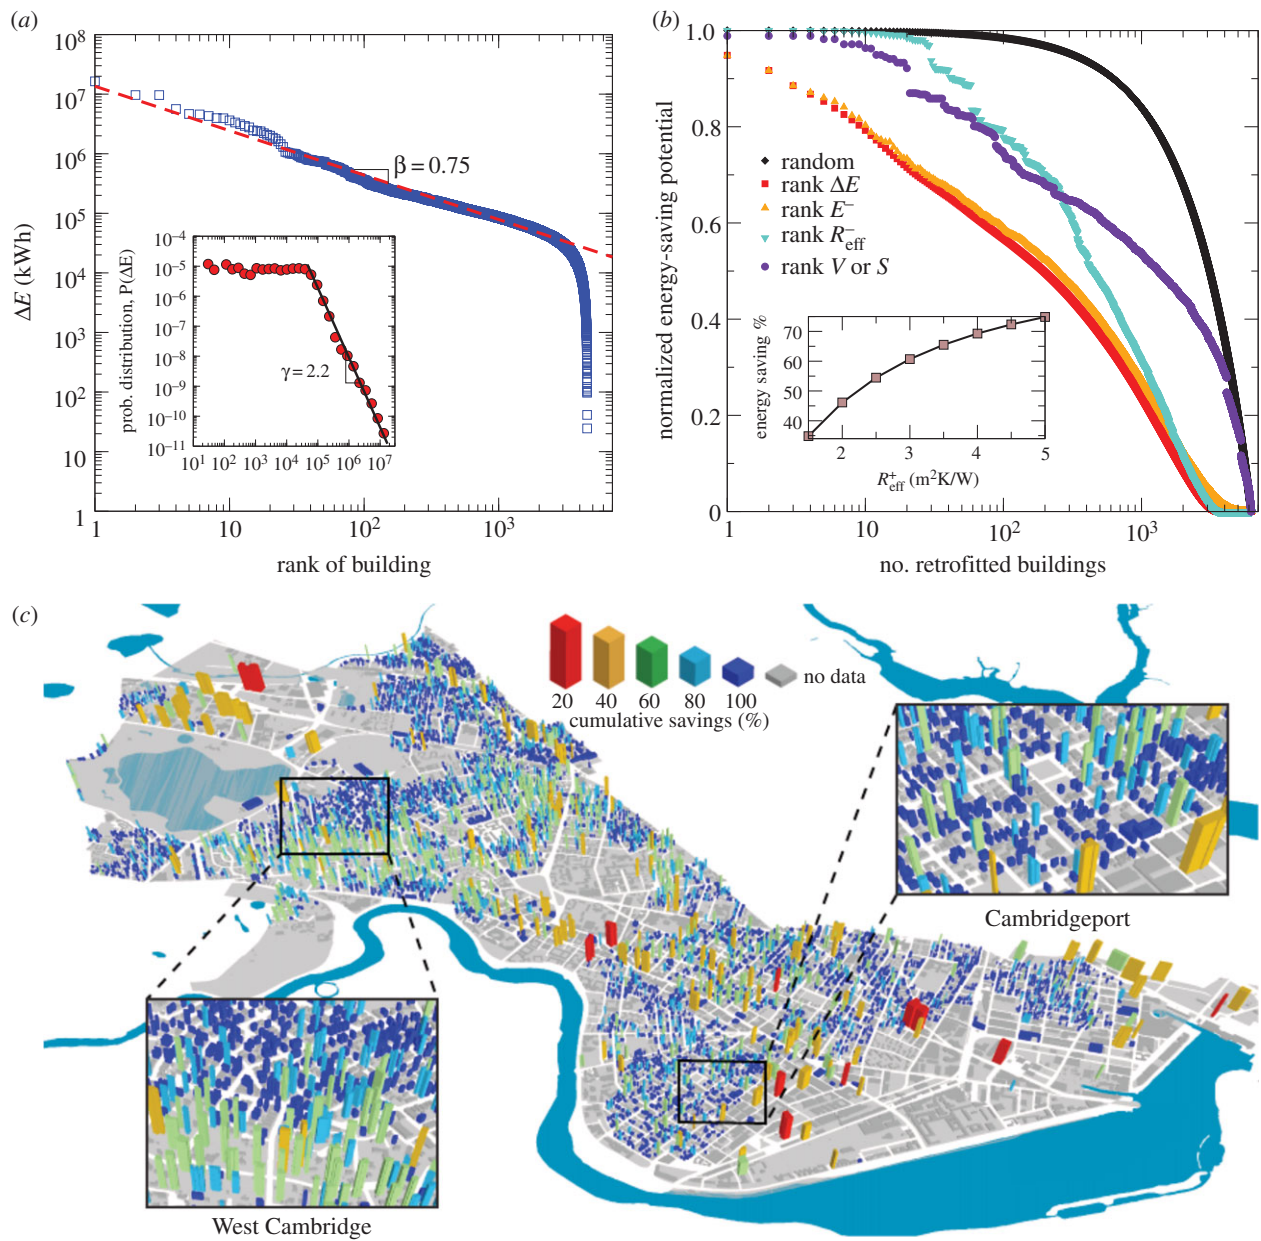 (a)
10⁸
10⁷
10⁶
10⁵
10⁴
10³
10²
10
1
ΔE (kWh)
β = 0.75
1
10
10²
10³
rank of building
prob. distribution, P(ΔE)
10⁻⁴
10⁻⁵
10⁻⁶
10⁻⁷
10⁻⁸
10⁻⁹
10⁻¹⁰
10⁻¹¹
γ = 2.2
10¹ 10² 10³ 10⁴ 10⁵ 10⁶ 10⁷
(b)
1.0
0.8
0.6
0.4
0.2
0
normalized energy-saving potential
random
rank ΔE
rank E⁻
rank R⁻eff
rank V or S
energy saving %
70
60
50
40
2 3 4 5
R⁺eff (m²K/W)
1
10
10²
10³
no. retrofitted buildings
(c)
20 40 60 80 100 no data
cumulative savings (%)
Cambridgeport
West Cambridge